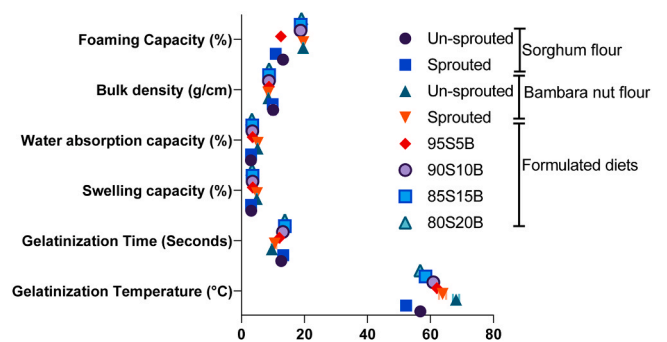 Foaming Capacity (%)
Bulk density (g/cm)
Water absorption capacity (%)
Swelling capacity (%)
Gelatinization Time (Seconds)
Gelatinization Temperature (°C)
0 20 40 60 80
Un-sprouted
Sprouted
Un-sprouted
Sprouted
95S5B
90S10B
85S15B
80S20B
Sorghum flour
Bambara nut flour
Formulated diets